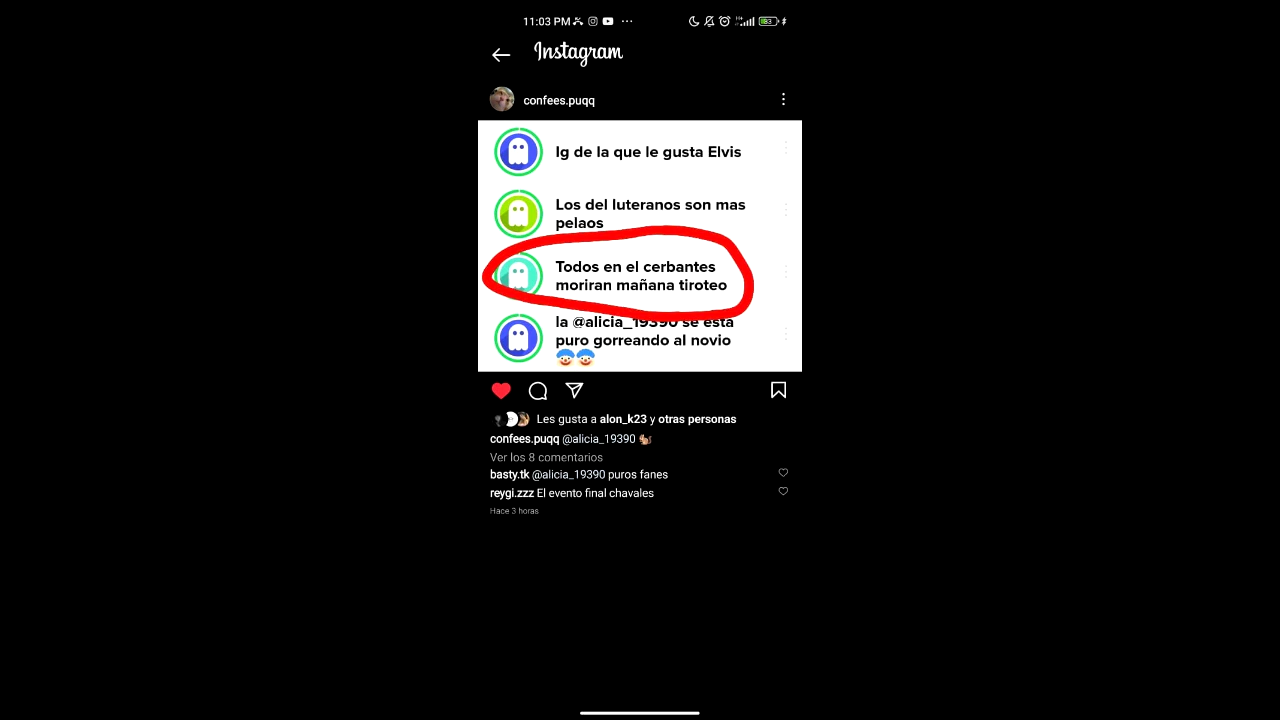 11:03 PM
83
Instagram
confees.puqq
Ig de la que le gusta Elvis
Los del luteranos son mas
pelaos
Todos en el cerbantes
moriran mañana tiroteo
la @alicia_19390 se está
puro gorreando al novio
🤡🤡
Les gusta a alon_k23 y otras personas
confees.puqq @alicia_19390 🐿️
Ver los 8 comentarios
basty.tk @alicia_19390 puros fanes
reygi.zzz El evento final chavales
Hace 3 horas